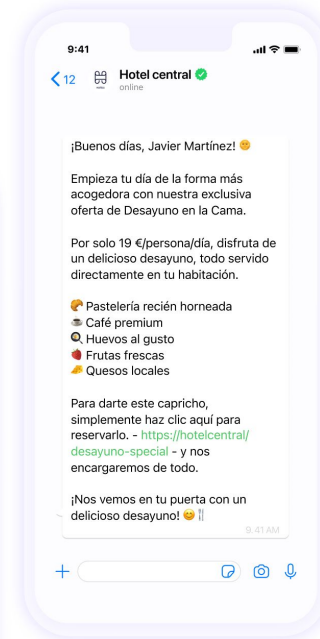 9:41
12
Hotel central
online
¡Buenos días, Javier Martínez! 🤗
Empieza tu día de la forma más
acogedora con nuestra exclusiva
oferta de Desayuno en la Cama.
Por solo 19 €/persona/día, disfruta de
un delicioso desayuno, todo servido
directamente en tu habitación.
🥐 Pastelería recién horneada
☕ Café premium
🍳 Huevos al gusto
🍓 Frutas frescas
🧀 Quesos locales
Para darte este capricho,
simplemente haz clic aquí para
reservarlo. - https://hotelcentral/
desayuno-special - y nos
encargaremos de todo.
¡Nos vemos en tu puerta con un
delicioso desayuno! 😊🍴
9:41 AM